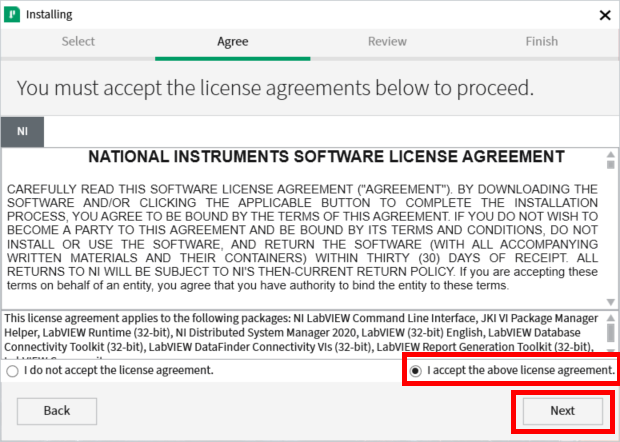 Installing
Select Agree Review Finish
You must accept the license agreements below to proceed.
NI
NATIONAL INSTRUMENTS SOFTWARE LICENSE AGREEMENT
CAREFULLY READ THIS SOFTWARE LICENSE AGREEMENT ("AGREEMENT"). BY DOWNLOADING THE
SOFTWARE AND/OR CLICKING THE APPLICABLE BUTTON TO COMPLETE THE INSTALLATION
PROCESS, YOU AGREE TO BE BOUND BY THE TERMS OF THIS AGREEMENT. IF YOU DO NOT WISH TO
BECOME A PARTY TO THIS AGREEMENT AND BE BOUND BY ITS TERMS AND CONDITIONS, DO NOT
INSTALL OR USE THE SOFTWARE, AND RETURN THE SOFTWARE (WITH ALL ACCOMPANYING
WRITTEN MATERIALS AND THEIR CONTAINERS) WITHIN THIRTY (30) DAYS OF RECEIPT. ALL
RETURNS TO NI WILL BE SUBJECT TO NI'S THEN-CURRENT RETURN POLICY. If you are accepting these
terms on behalf of an entity, you agree that you have authority to bind the entity to these terms.
This license agreement applies to the following packages: NI LabVIEW Command Line Interface, JKI VI Package Manager
Helper, LabVIEW Runtime (32-bit), NI Distributed System Manager 2020, LabVIEW (32-bit) English, LabVIEW Database
Connectivity Toolkit (32-bit), LabVIEW DataFinder Connectivity VIs (32-bit), LabVIEW Report Generation Toolkit (32-bit),
I do not accept the license agreement. I accept the above license agreement.
Back Next